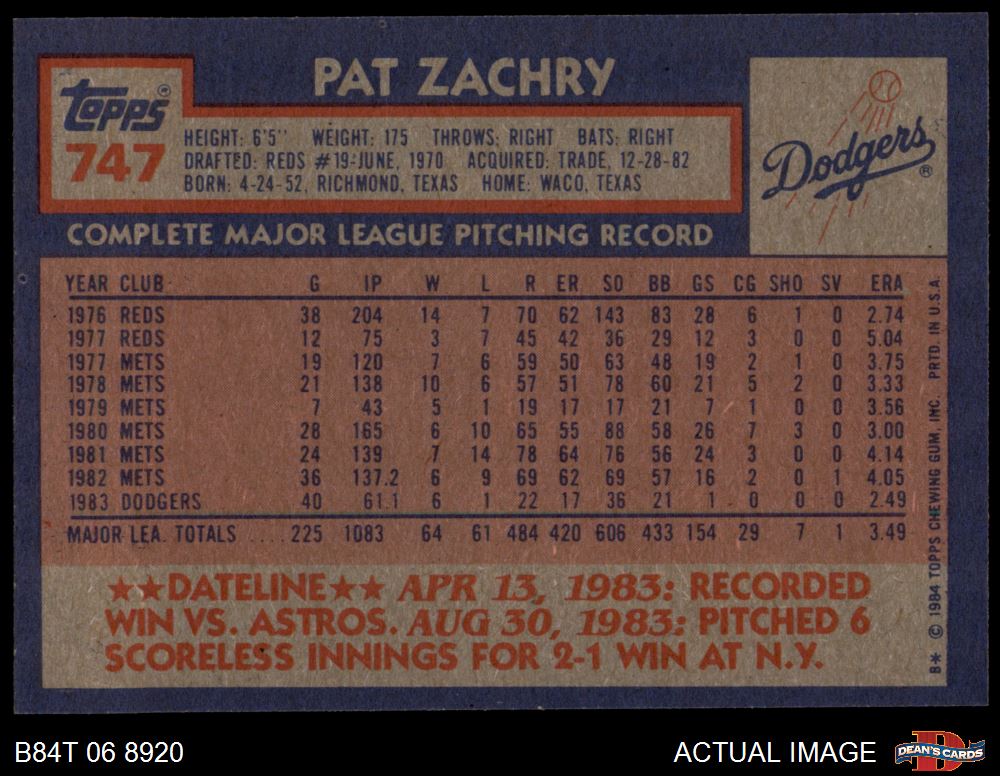 PAT ZACHRY
Topps®
747
HEIGHT: 6'5'' WEIGHT: 175 THROWS: RIGHT BATS: RIGHT
DRAFTED: REDS #19-JUNE, 1970 ACQUIRED: TRADE, 12-28-82
BORN: 4-24-52, RICHMOND, TEXAS HOME: WACO, TEXAS
Dodgers®
COMPLETE MAJOR LEAGUE PITCHING RECORD
YEAR CLUB G IP W L R ER SO BB GS CG SHO SV ERA
1976 REDS 38 204 14 7 70 62 143 83 28 6 1 0 2.74
1977 REDS 12 75 3 7 45 42 36 29 12 3 0 0 5.04
1977 METS 19 120 7 6 59 50 63 48 19 2 1 0 3.75
1978 METS 21 138 10 6 57 51 78 60 21 5 2 0 3.33
1979 METS 7 43 5 1 19 17 17 21 7 1 0 0 3.56
1980 METS 28 165 6 10 65 55 88 58 26 7 3 0 3.00
1981 METS 24 139 7 14 78 64 76 56 24 3 0 0 4.14
1982 METS 36 137.2 6 9 69 62 69 57 16 2 0 1 4.05
1983 DODGERS 40 61.1 6 1 22 17 36 21 1 0 0 0 2.49
MAJOR LEA. TOTALS .... 225 1083 64 61 484 420 606 433 154 29 7 1 3.49
★★DATELINE★★ APR 13, 1983: RECORDED
WIN VS. ASTROS. AUG 30, 1983: PITCHED 6
SCORELESS INNINGS FOR 2-1 WIN AT N.Y.
B* © 1984 TOPPS CHEWING GUM, INC. PRTD. IN U.S.A.
B84T 06 8920
ACTUAL IMAGE
DEAN'S CARDS